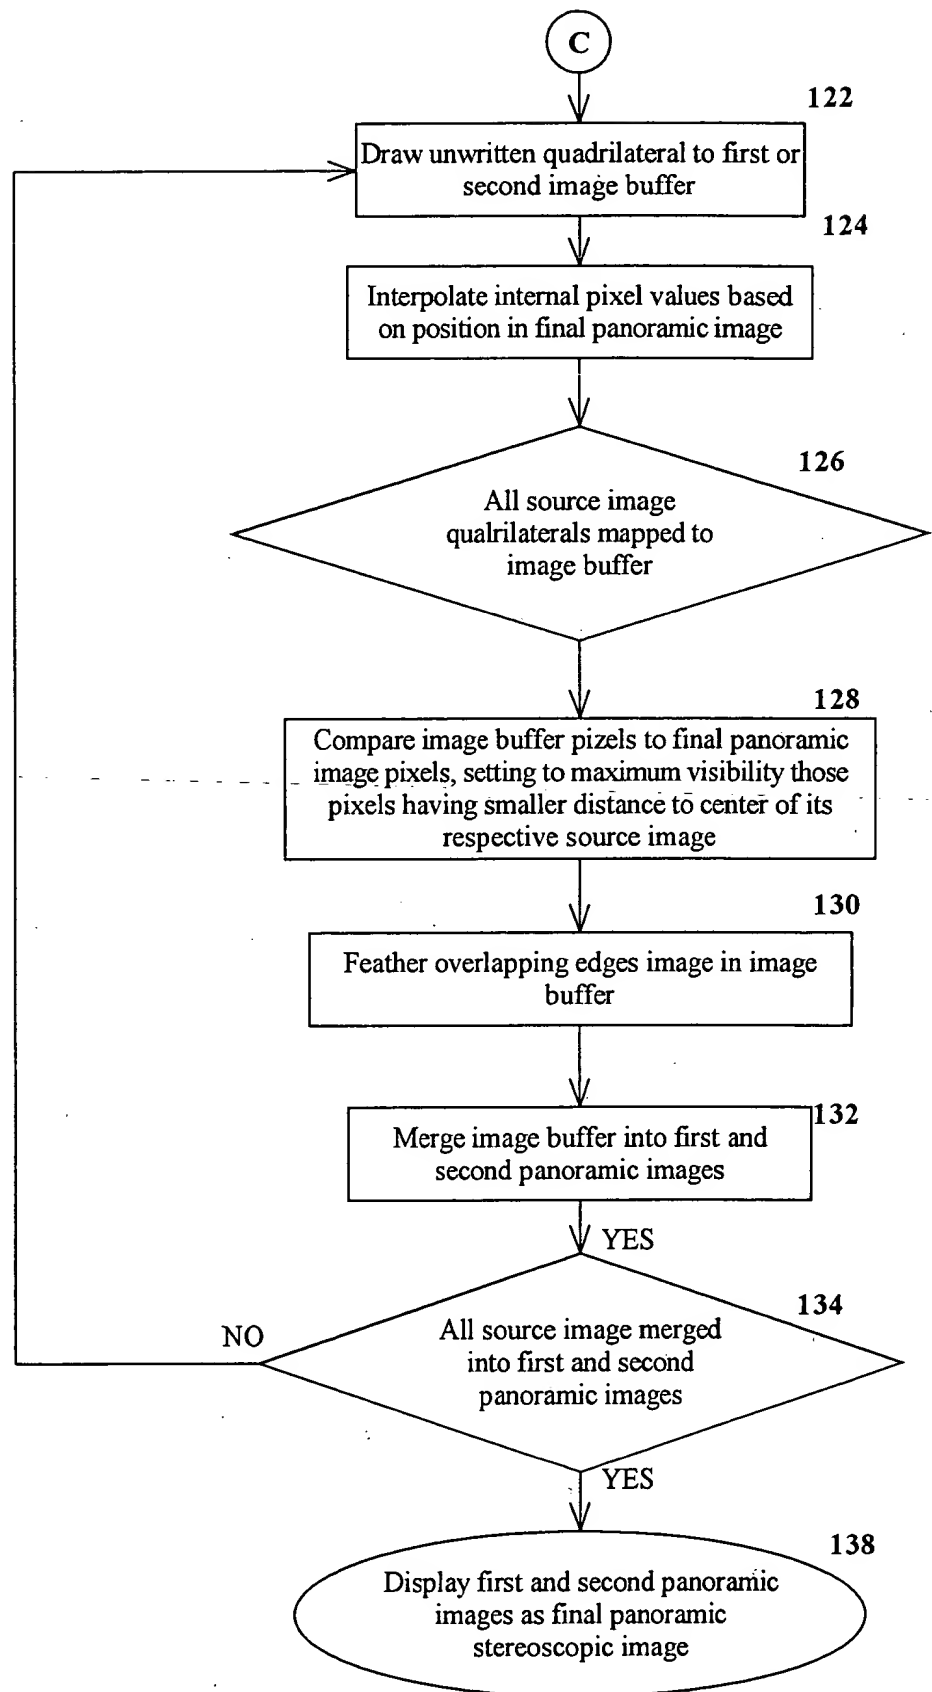 C
122
Draw unwritten quadrilateral to first or
second image buffer
124
Interpolate internal pixel values based
on position in final panoramic image
126
All source image
qualrilaterals mapped to
image buffer
128
Compare image buffer pizels to final panoramic
image pixels, setting to maximum visibility those
pixels having smaller distance to center of its
respective source image
130
Feather overlapping edges image in image
buffer
132
Merge image buffer into first and
second panoramic images
YES
134
NO
All source image merged
into first and second
panoramic images
YES
138
Display first and second panoramic
images as final panoramic
stereoscopic image